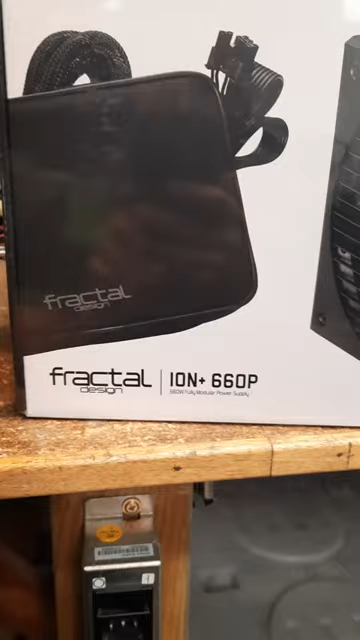 fractal
design
fractal
design
ION+ 660P
660W Fully Modular Power Supply